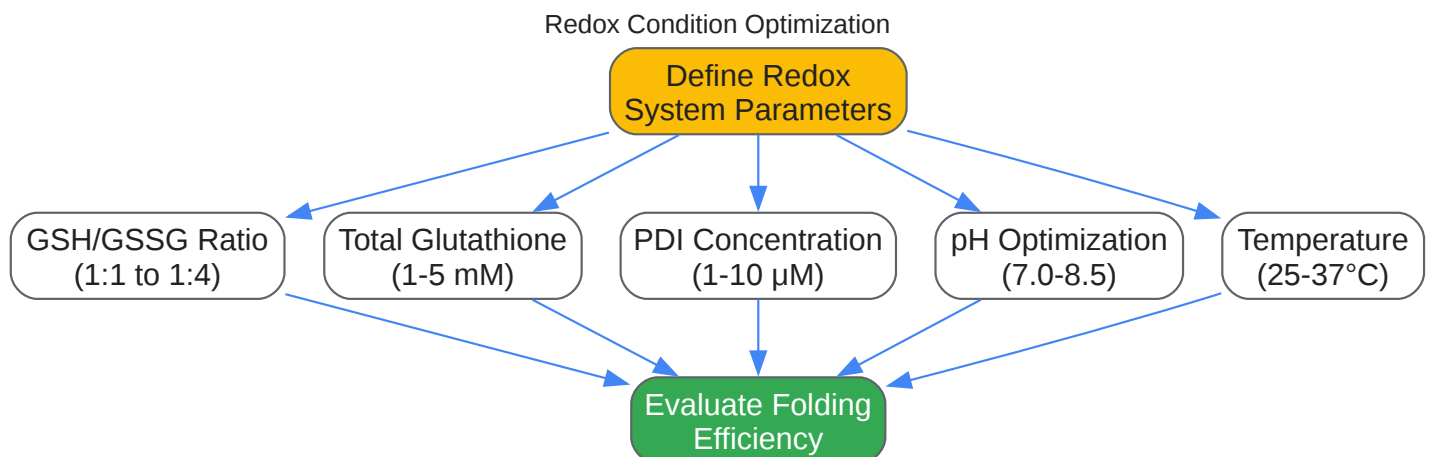 Redox Condition Optimization
Define Redox
System Parameters
GSH/GSSG Ratio
(1:1 to 1:4)
Total Glutathione
(1-5 mM)
PDI Concentration
(1-10 μM)
pH Optimization
(7.0-8.5)
Temperature
(25-37°C)
Evaluate Folding
Efficiency